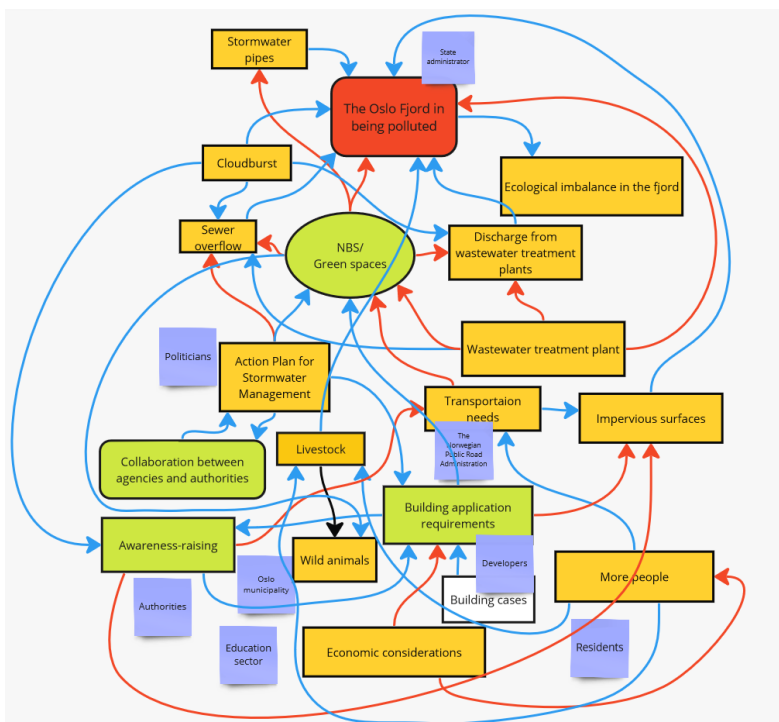 Stormwater
pipes
State
administrator
The Oslo Fjord in
being polluted
Cloudburst
Ecological imbalance in the fjord
Sewer
overflow
NBS/
Green spaces
Discharge from
wastewater treatment
plants
Politicians
Action Plan for
Stormwater
Management
Wastewater treatment plant
Transportaion
needs
Impervious surfaces
The
Norwegian
Public Road
Administration
Collaboration between
agencies and authorities
Livestock
Building application
requirements
Awareness-raising
Wild animals
Developers
Oslo
municipality
More people
Authorities
Building cases
Education
sector
Economic considerations
Residents